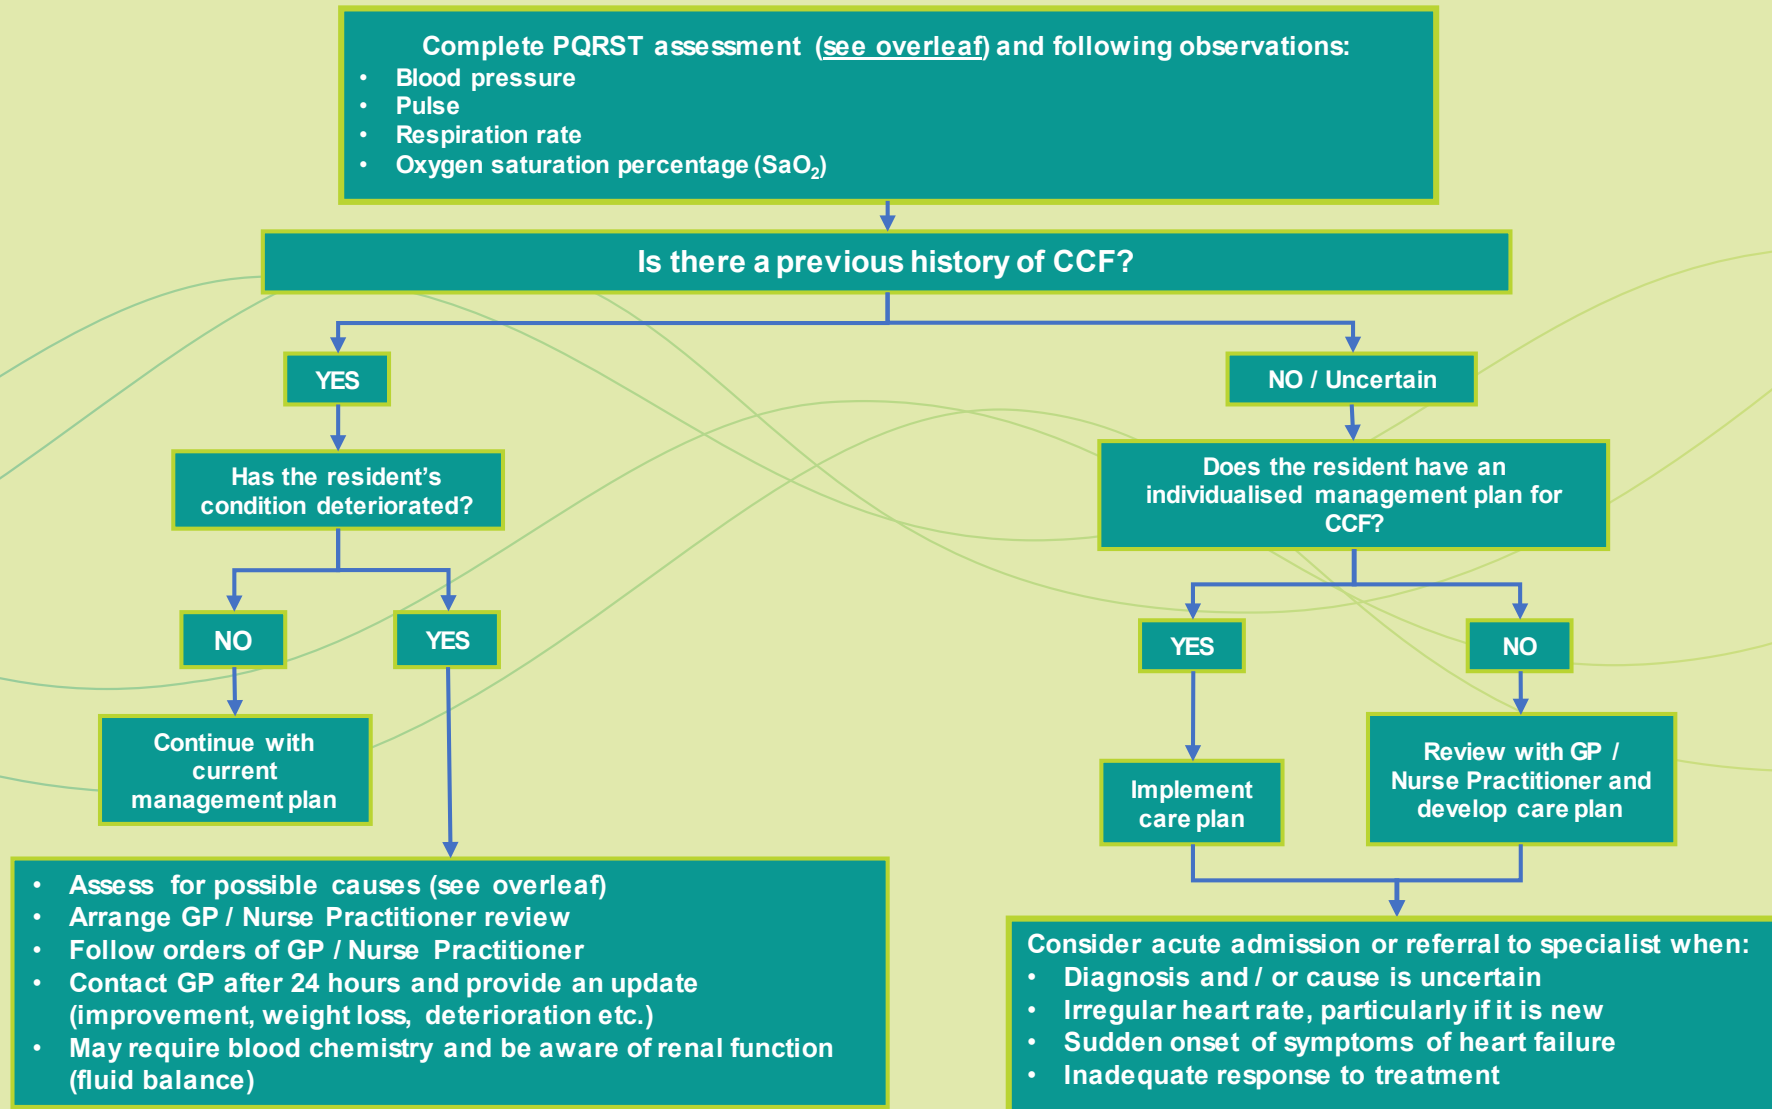 Complete PQRST assessment (see overleaf) and following observations:
• Blood pressure
• Pulse
• Respiration rate
• Oxygen saturation percentage (SaO₂)
Is there a previous history of CCF?
YES
NO / Uncertain
Has the resident’s
condition deteriorated?
Does the resident have an
individualised management plan for
CCF?
NO
YES
YES
NO
Continue with
current
management plan
Implement
care plan
Review with GP /
Nurse Practitioner and
develop care plan
• Assess for possible causes (see overleaf)
• Arrange GP / Nurse Practitioner review
• Follow orders of GP / Nurse Practitioner
• Contact GP after 24 hours and provide an update
(improvement, weight loss, deterioration etc.)
• May require blood chemistry and be aware of renal function
(fluid balance)
Consider acute admission or referral to specialist when:
• Diagnosis and / or cause is uncertain
• Irregular heart rate, particularly if it is new
• Sudden onset of symptoms of heart failure
• Inadequate response to treatment